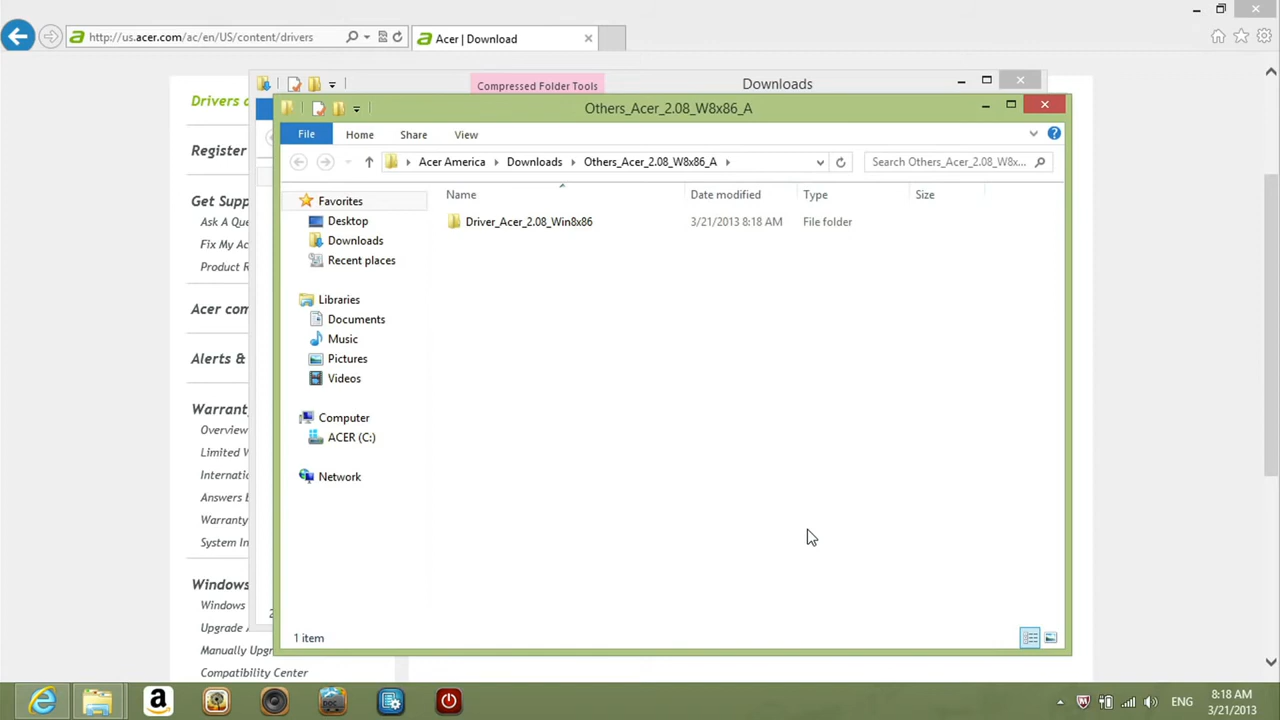 http://us.acer.com/ac/en/US/content/drivers
Acer | Download
Compressed Folder Tools
Downloads
Others_Acer_2.08_W8x86_A
File
Home
Share
View
Acer America
Downloads
Others_Acer_2.08_W8x86_A
Search Others_Acer_2.08_W8x...
Name
Date modified
Type
Size
Driver_Acer_2.08_Win8x86
3/21/2013 8:18 AM
File folder
Favorites
Desktop
Downloads
Recent places
Libraries
Documents
Music
Pictures
Videos
Computer
ACER (C:)
Network
1 item
Drivers
Register
Get Supp
Ask A Que
Fix My Ac
Product R
Acer com
Alerts &
Warranty
Overview
Limited W
Internati
Answers
Warranty
System In
Windows
Windows
Upgrade
Manually Upgr
Compatibility Center
a
DOC
ENG
8:18 AM
3/21/2013